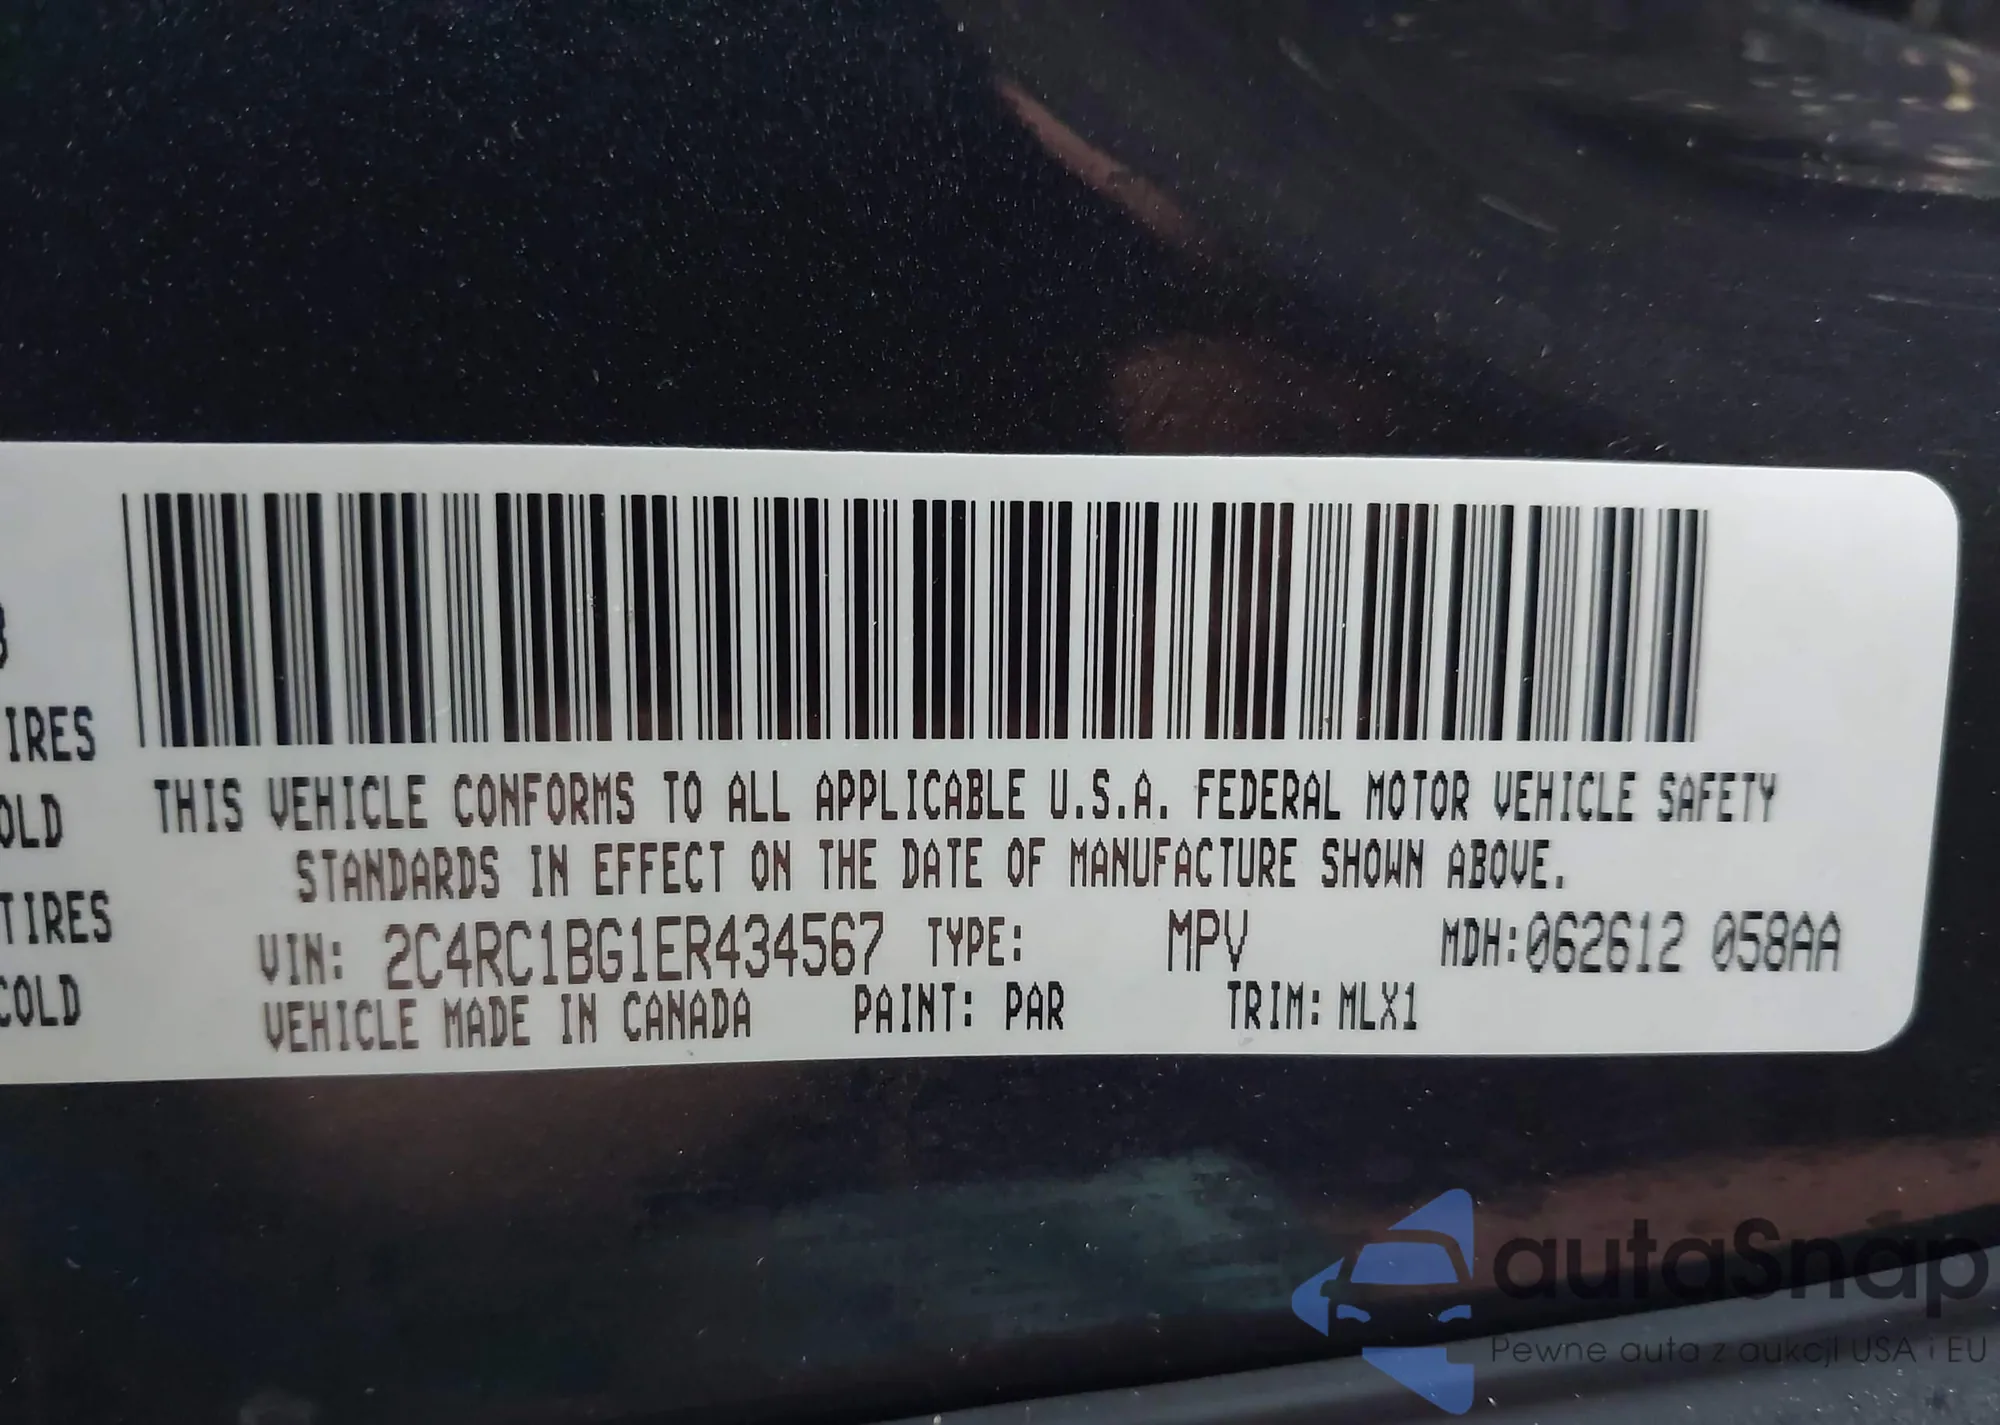 IRES
THIS VEHICLE CONFORMS TO ALL APPLICABLE U.S.A. FEDERAL MOTOR VEHICLE SAFETY
OLD
STANDARDS IN EFFECT ON THE DATE OF MANUFACTURE SHOWN ABOVE.
TIRES
VIN: 2C4RC1BG1ER434567 TYPE: MPV MDH:062612 058AA
COLD
VEHICLE MADE IN CANADA PAINT: PAR TRIM: MLX1
autaSnap
Pewne auta z aukcji USA i EU